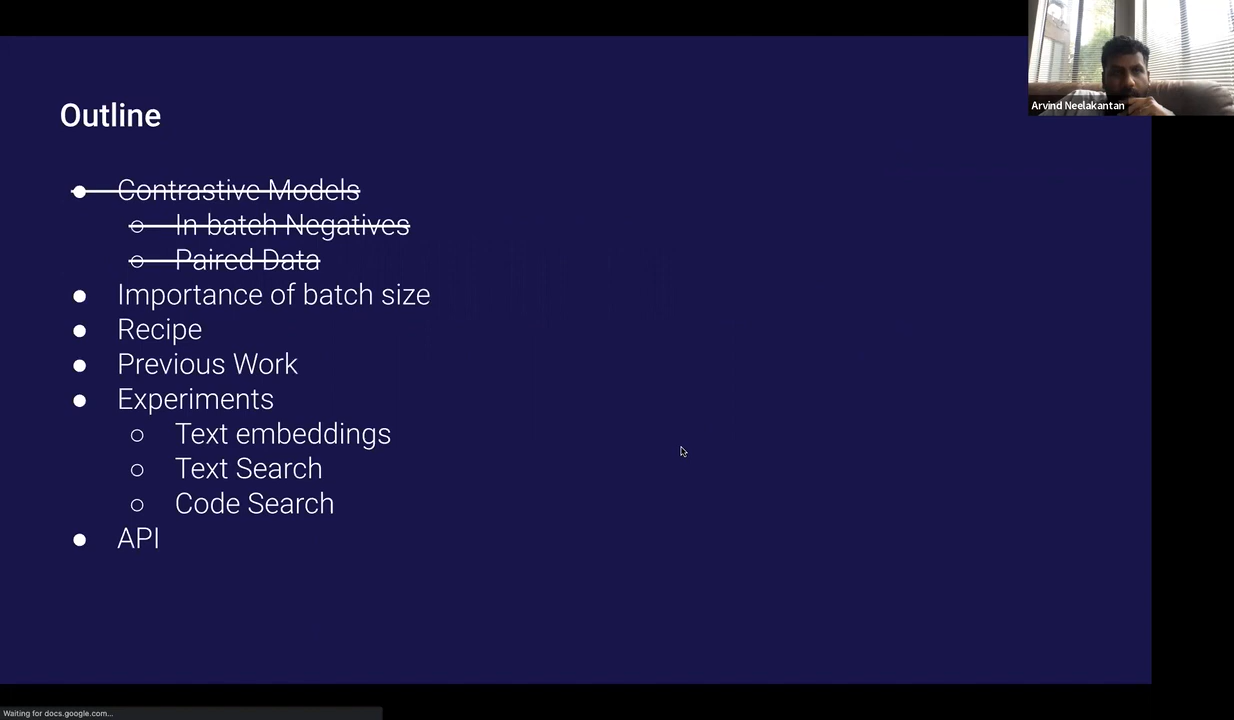 Arvind Neelakantan
Outline
● Contrastive Models
○ In batch Negatives
○ Paired Data
● Importance of batch size
● Recipe
● Previous Work
● Experiments
○ Text embeddings
○ Text Search
○ Code Search
● API
Waiting for docs.google.com...